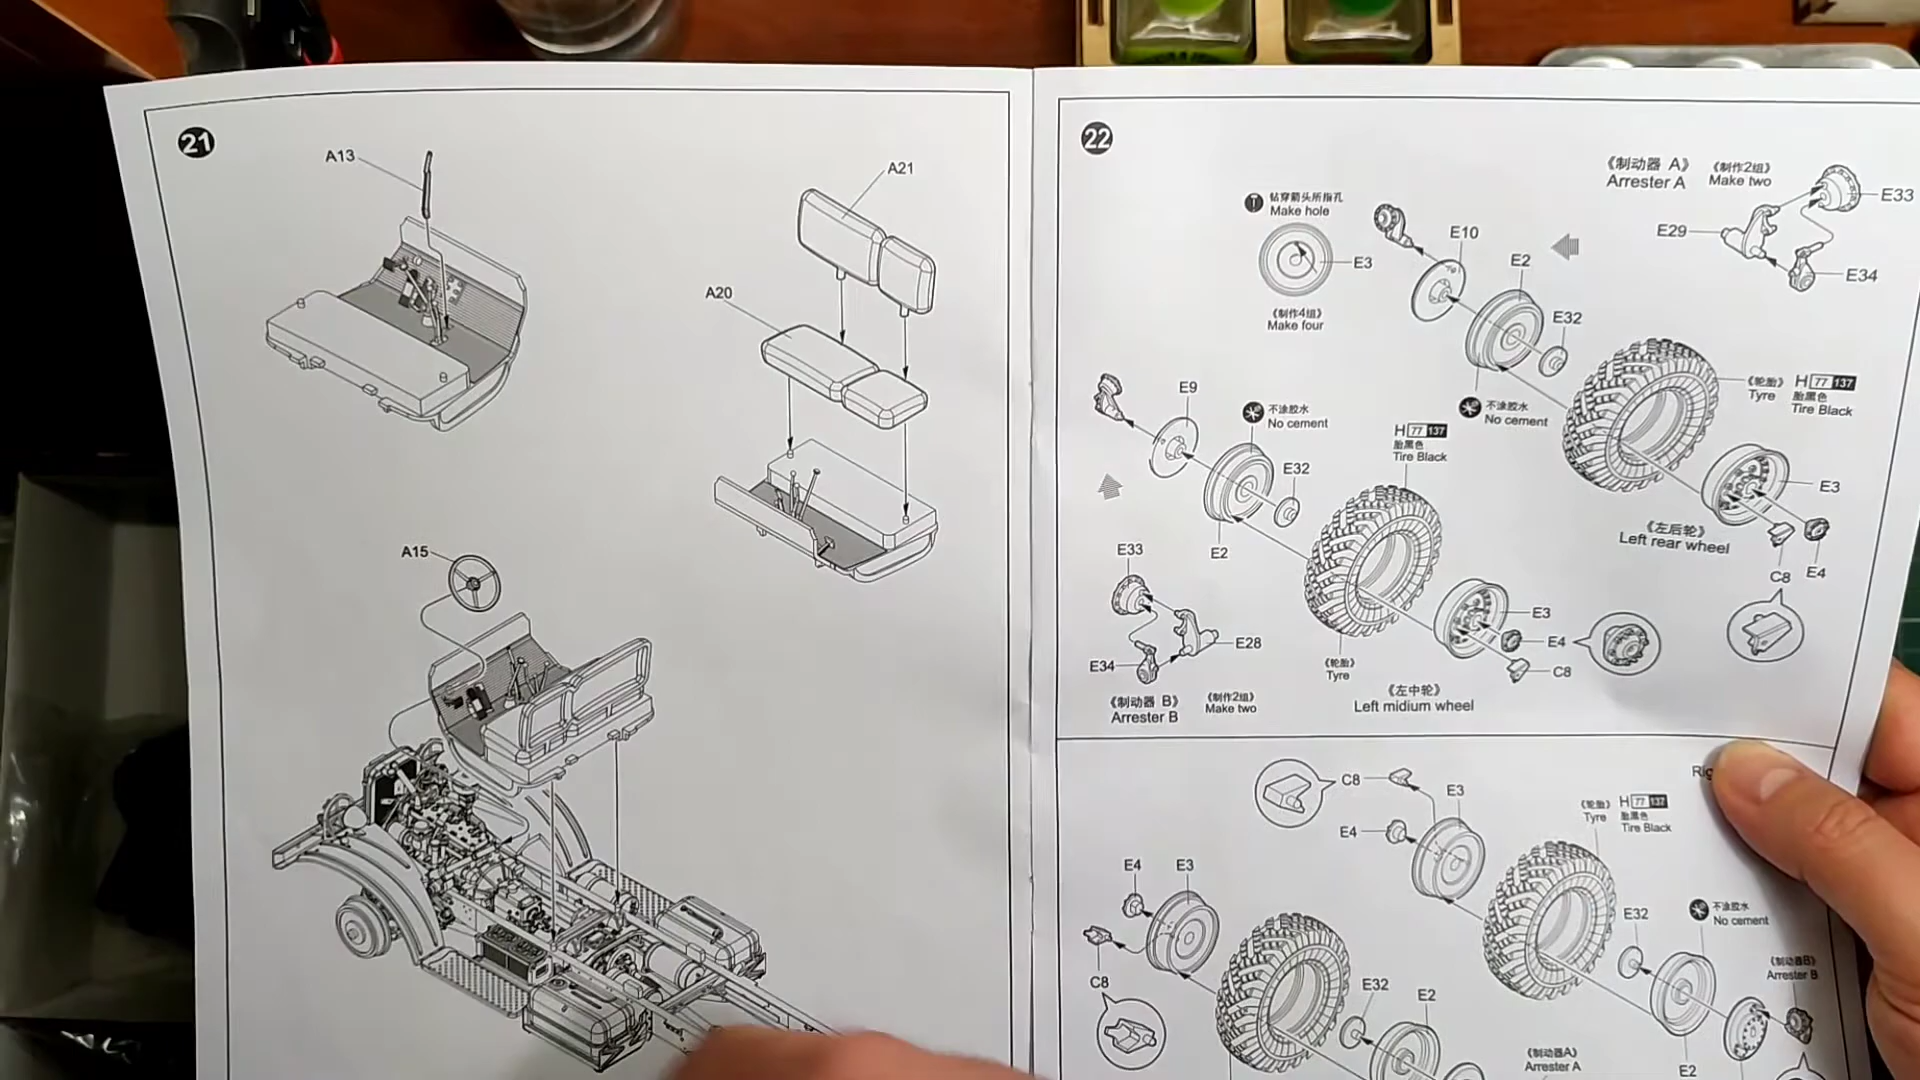 21
A13
A21
A20
A15
22
《制动器 A》
Arrester A
《制作2组》
Make two
E33
E29
E34
钻穿箭头所指孔
Make hole
E3
《制作4组》
Make four
E10
E2
E32
《轮胎》
Tyre
H 77 137
胎黑色
Tire Black
不涂胶水
No cement
E3
《左后轮》
Left rear wheel
C8
E4
E9
不涂胶水
No cement
E32
E2
H 77 137
胎黑色
Tire Black
E33
E28
E34
《制动器 B》
Arrester B
《制作2组》
Make two
《轮胎》
Tyre
E3
E4
C8
《左中轮》
Left midium wheel
C8
E3
E4
《轮胎》
Tyre
H 77 137
胎黑色
Tire Black
E4
E3
C8
E32
不涂胶水
No cement
《制动器B》
Arrester B
E32
E2
《制动器A》
Arrester A
E2